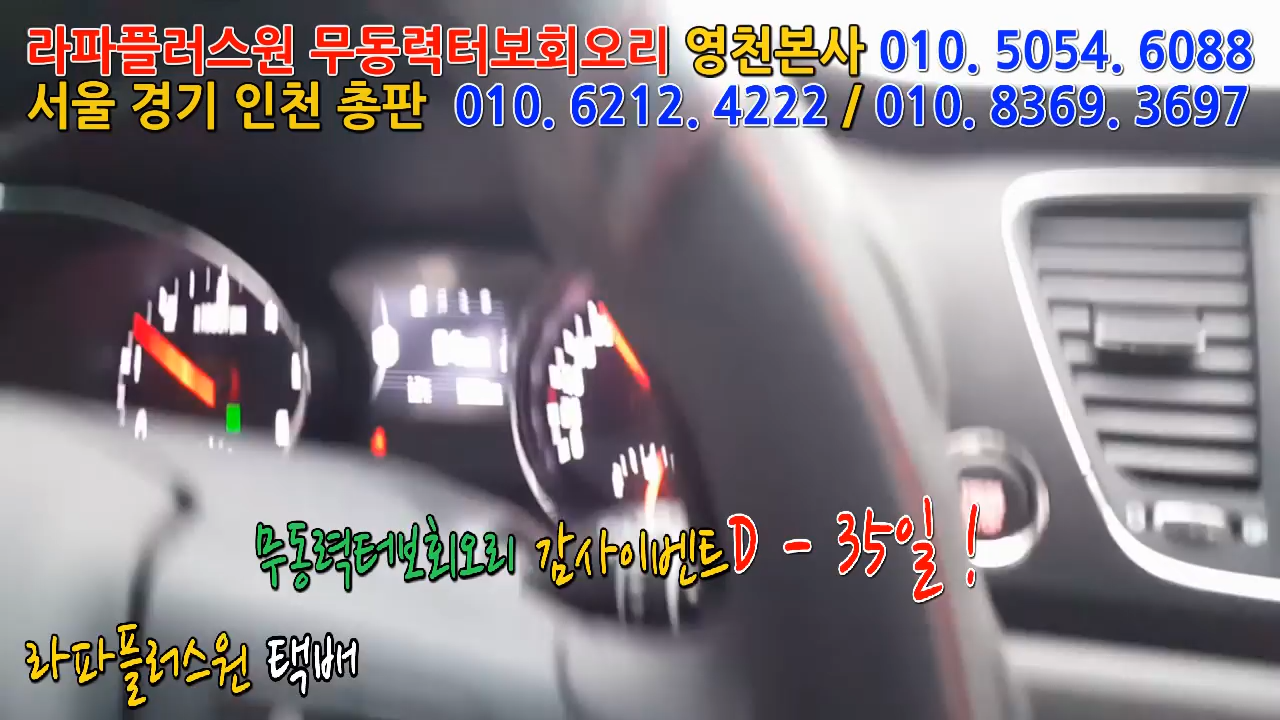 라파플러스원 무동력터보회오리 영천본사 010. 5054. 6088
서울 경기 인천 총판 010. 6212. 4222 / 010. 8369. 3697
무동력터보회오리 감사이벤트D - 35일 !
라파플러스원 택배